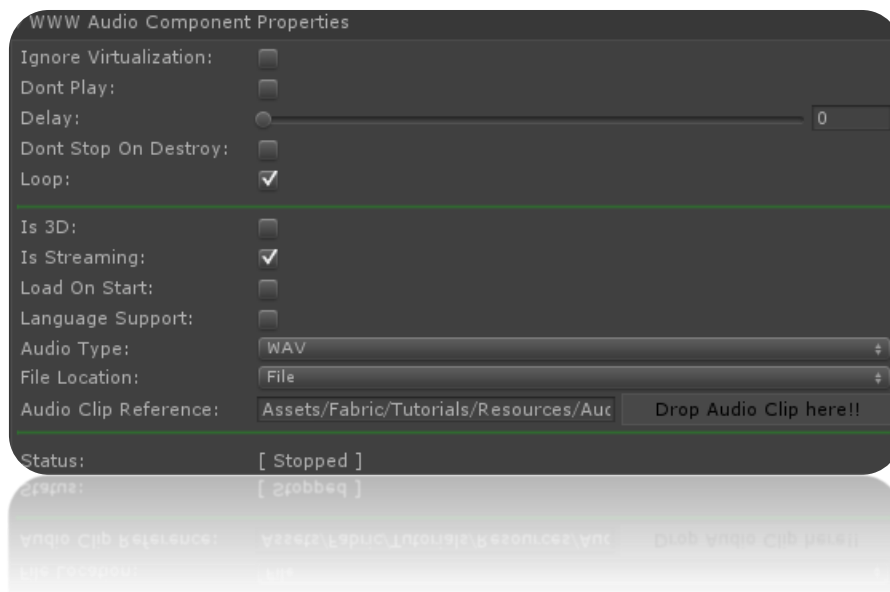 WWW Audio Component Properties
Ignore Virtualization:
Dont Play:
Delay: 0
Dont Stop On Destroy:
Loop:
Is 3D:
Is Streaming:
Load On Start:
Language Support:
Audio Type: WAV
File Location: File
Audio Clip Reference: Assets/Fabric/Tutorials/Resources/Auc Drop Audio Clip here!!
Status: [ Stopped ]